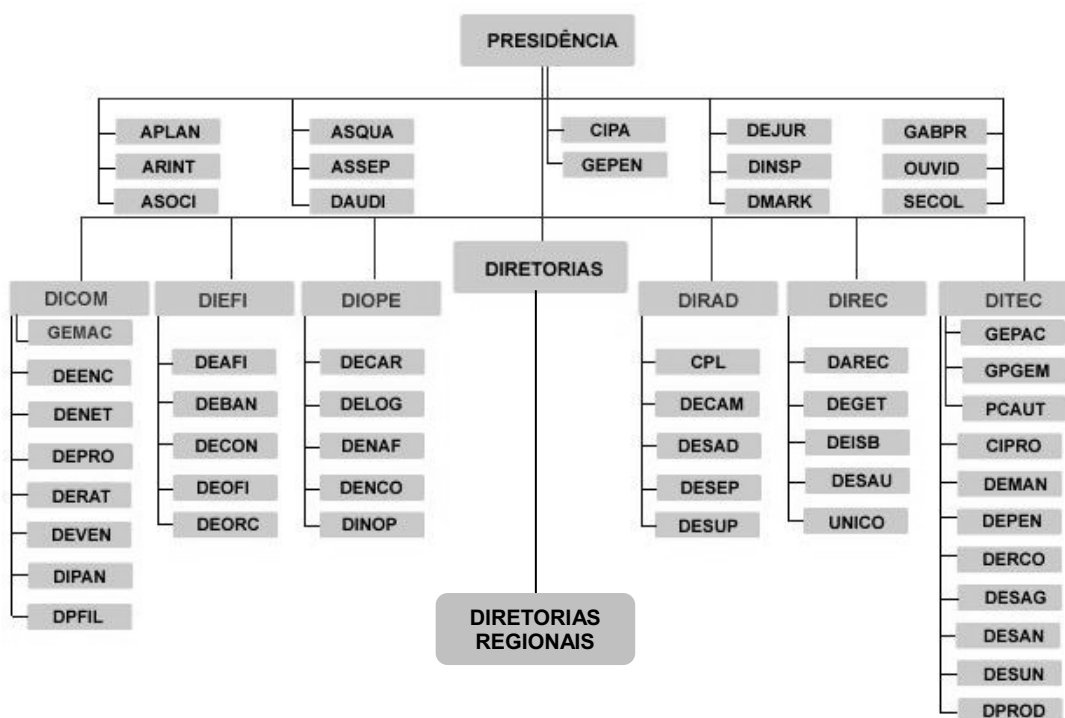 PRESIDÊNCIA
APLAN
ARINT
ASOCI
ASQUA
ASSEP
DAUDI
CIPA
GEPEN
DEJUR
DINSP
DMARK
GABPR
OUVID
SECOL
DIRETORIAS
DICOM
GEMAC
DEENC
DENET
DEPRO
DERAT
DEVEN
DIPAN
DPFIL
DIEFI
DEAFI
DEBAN
DECON
DEOFI
DEORC
DIOPE
DECAR
DELOG
DENAF
DENCO
DINOP
DIRAD
CPL
DECAM
DESAD
DESEP
DESUP
DIREC
DAREC
DEGET
DEISB
DESAU
UNICO
DITEC
GEPAC
GPGEM
PCAUT
CIPRO
DEMAN
DEPEN
DERCO
DESAG
DESAN
DESUN
DPROD
DIRETORIAS
REGIONAIS